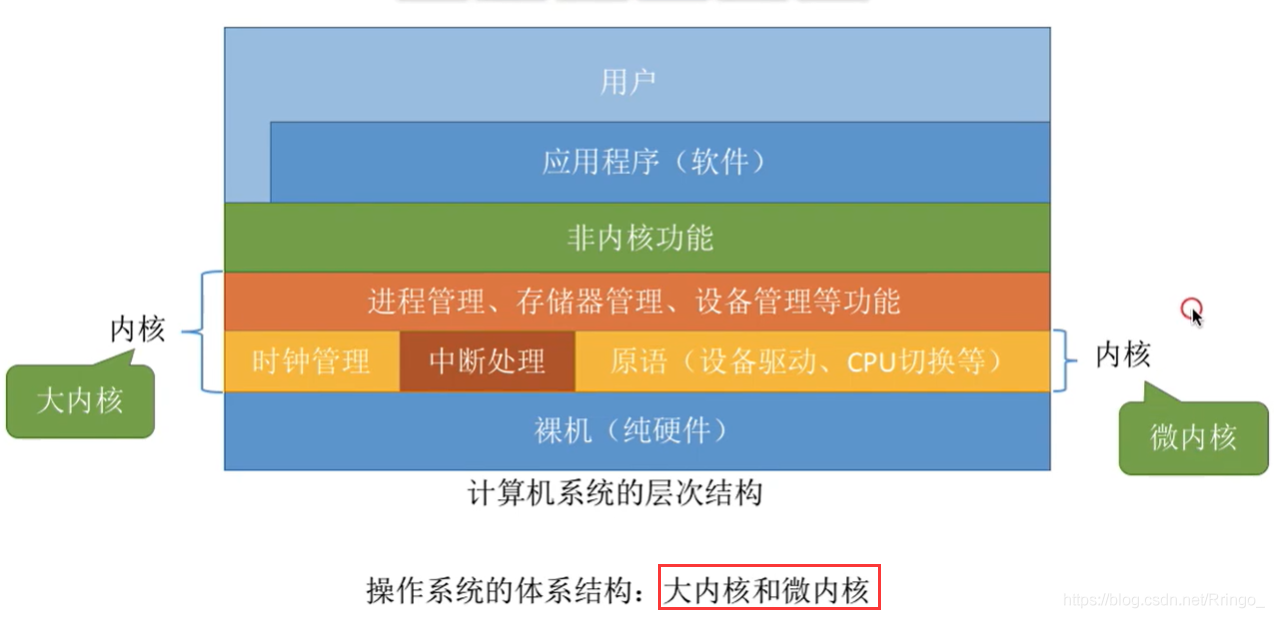 用户
应用程序（软件）
非内核功能
进程管理、存储器管理、设备管理等功能
内核
时钟管理
中断处理
原语（设备驱动、CPU切换等）
内核
大内核
裸机（纯硬件）
微内核
计算机系统的层次结构
操作系统的体系结构：大内核和微内核
https://blog.csdn.net/Rringo_